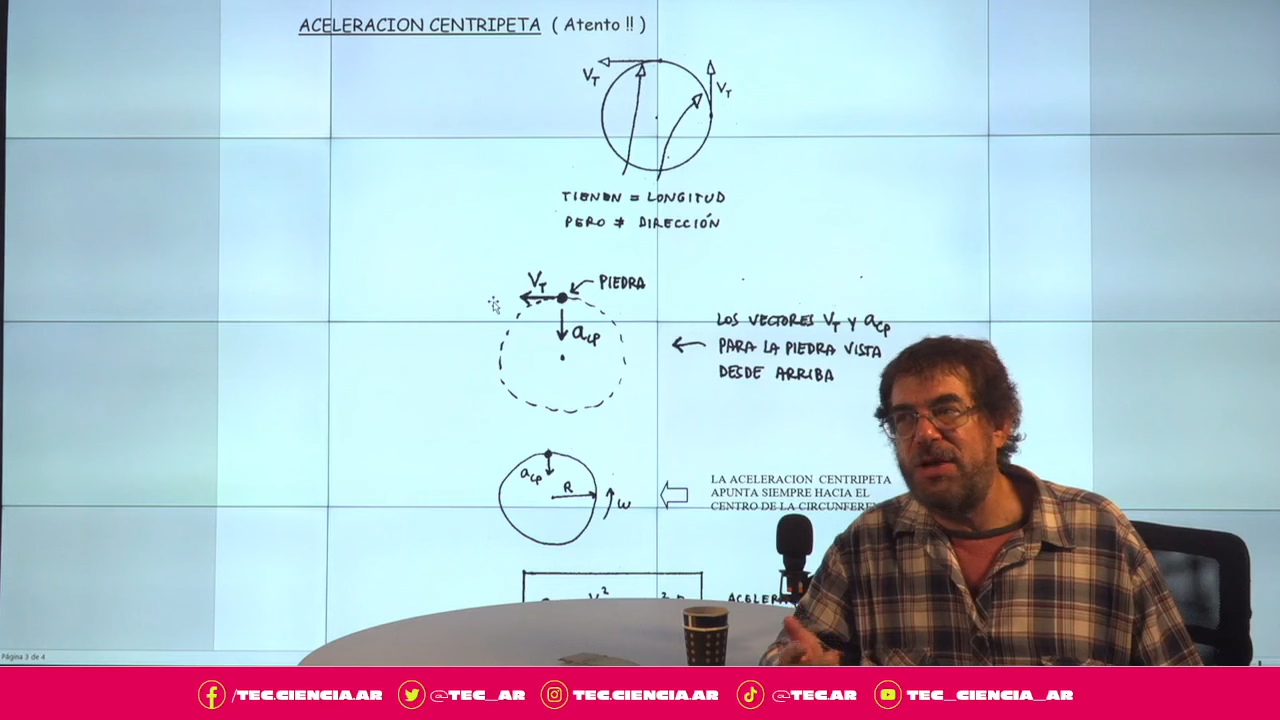 ACELERACION CENTRIPETA ( Atento !! )
VT
VT
TIENEN = LONGITUD
PERO ≠ DIRECCIÓN
VT
PIEDRA
acp
LOS VECTORES VT y acp
PARA LA PIEDRA VISTA
DESDE ARRIBA
acp
R
ω
LA ACELERACION CENTRIPETA
APUNTA SIEMPRE HACIA EL
CENTRO DE LA
Página 3 de 4
/TEC.CIENCIA.AR
@TEC_AR
TEC.CIENCIA.AR
@TEC.AR
TEC_CIENCIA_AR